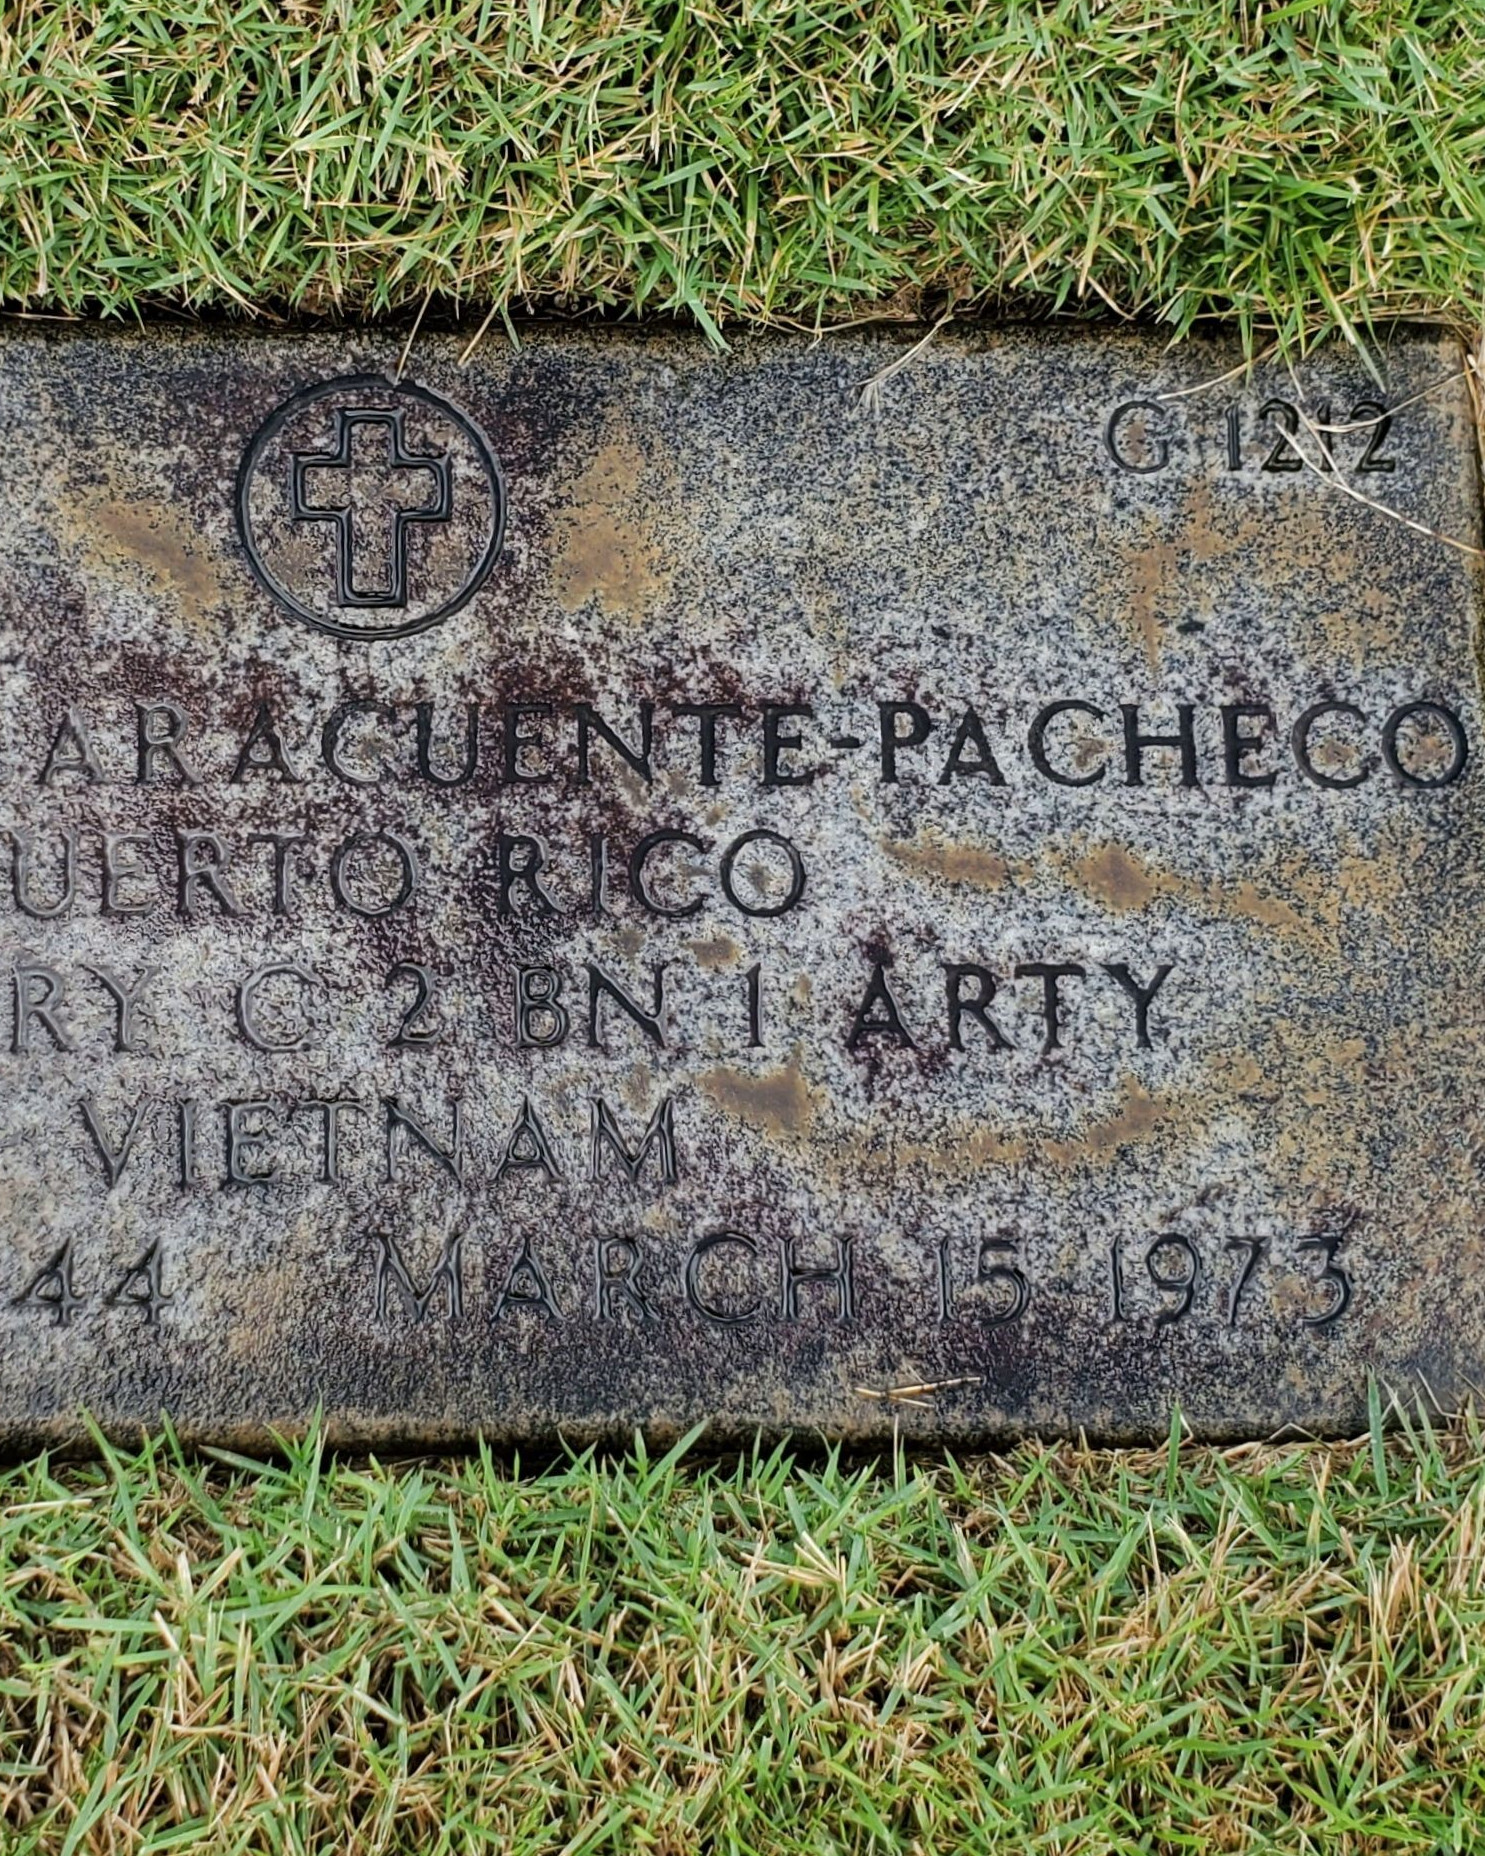 G 1212
ARACUENTE-PACHECO
UERTO RICO
RY C 2 BN 1 ARTY
VIETNAM
44 MARCH 15 1973